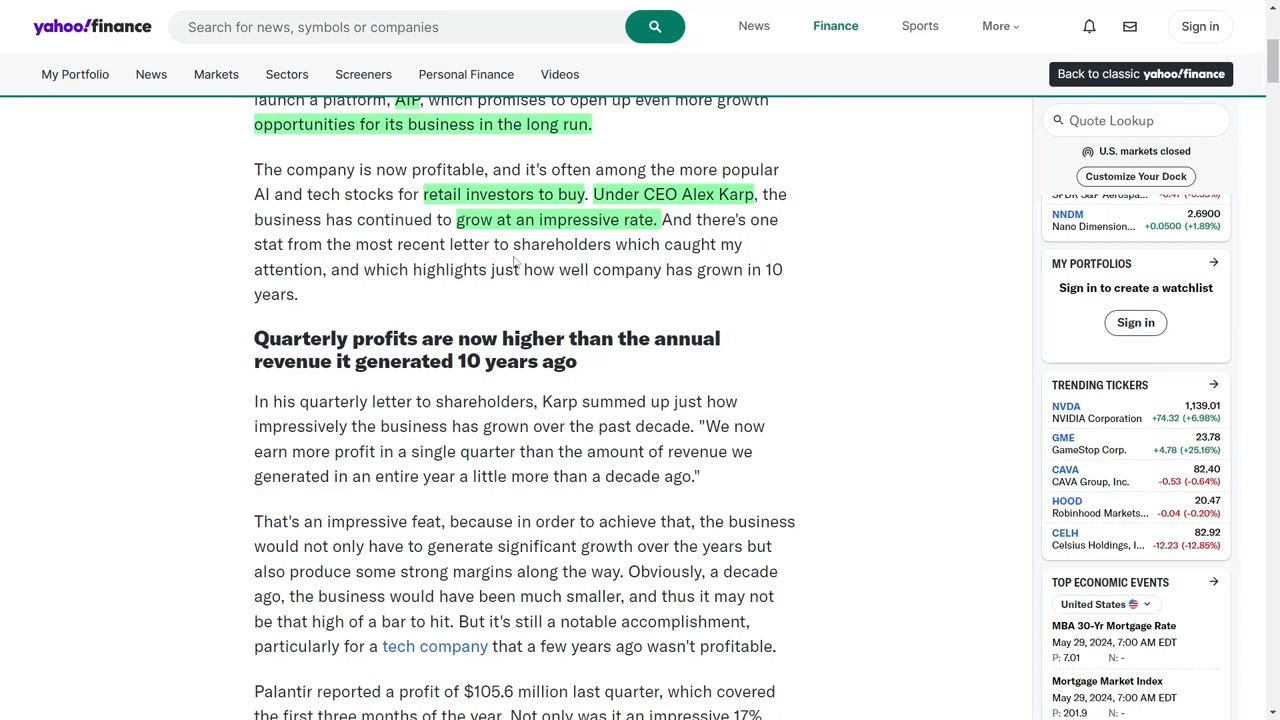 yahoo!finance
Search for news, symbols or companies
News
Finance
Sports
More
Sign in
My Portfolio
News
Markets
Sectors
Screeners
Personal Finance
Videos
Back to classic yahoo!finance
launch a platform, AIP, which promises to open up even more growth
opportunities for its business in the long run.
The company is now profitable, and it's often among the more popular
AI and tech stocks for retail investors to buy. Under CEO Alex Karp, the
business has continued to grow at an impressive rate. And there's one
stat from the most recent letter to shareholders which caught my
attention, and which highlights just how well company has grown in 10
years.
Quarterly profits are now higher than the annual
revenue it generated 10 years ago
In his quarterly letter to shareholders, Karp summed up just how
impressively the business has grown over the past decade. "We now
earn more profit in a single quarter than the amount of revenue we
generated in an entire year a little more than a decade ago."
That's an impressive feat, because in order to achieve that, the business
would not only have to generate significant growth over the years but
also produce some strong margins along the way. Obviously, a decade
ago, the business would have been much smaller, and thus it may not
be that high of a bar to hit. But it's still a notable accomplishment,
particularly for a tech company that a few years ago wasn't profitable.
Palantir reported a profit of $105.6 million last quarter, which covered
the first three months of the year. Not only was it an impressive 17%
Quote Lookup
U.S. markets closed
Customize Your Dock
SPDR S&P Aerospa...
NNDM 2.6900
Nano Dimension... +0.0500 (+1.89%)
MY PORTFOLIOS
Sign in to create a watchlist
Sign in
TRENDING TICKERS
NVDA 1,139.01
NVIDIA Corporation +74.32 (+6.98%)
GME 23.78
GameStop Corp. +4.78 (+25.16%)
CAVA 82.40
CAVA Group, Inc. -0.53 (-0.64%)
HOOD 20.47
Robinhood Markets... -0.04 (-0.20%)
CELH 82.92
Celsius Holdings, I... -12.23 (-12.85%)
TOP ECONOMIC EVENTS
United States
MBA 30-Yr Mortgage Rate
May 29, 2024, 7:00 AM EDT
P: 7.01 N: -
Mortgage Market Index
May 29, 2024, 7:00 AM EDT
P: 201.9 N: -